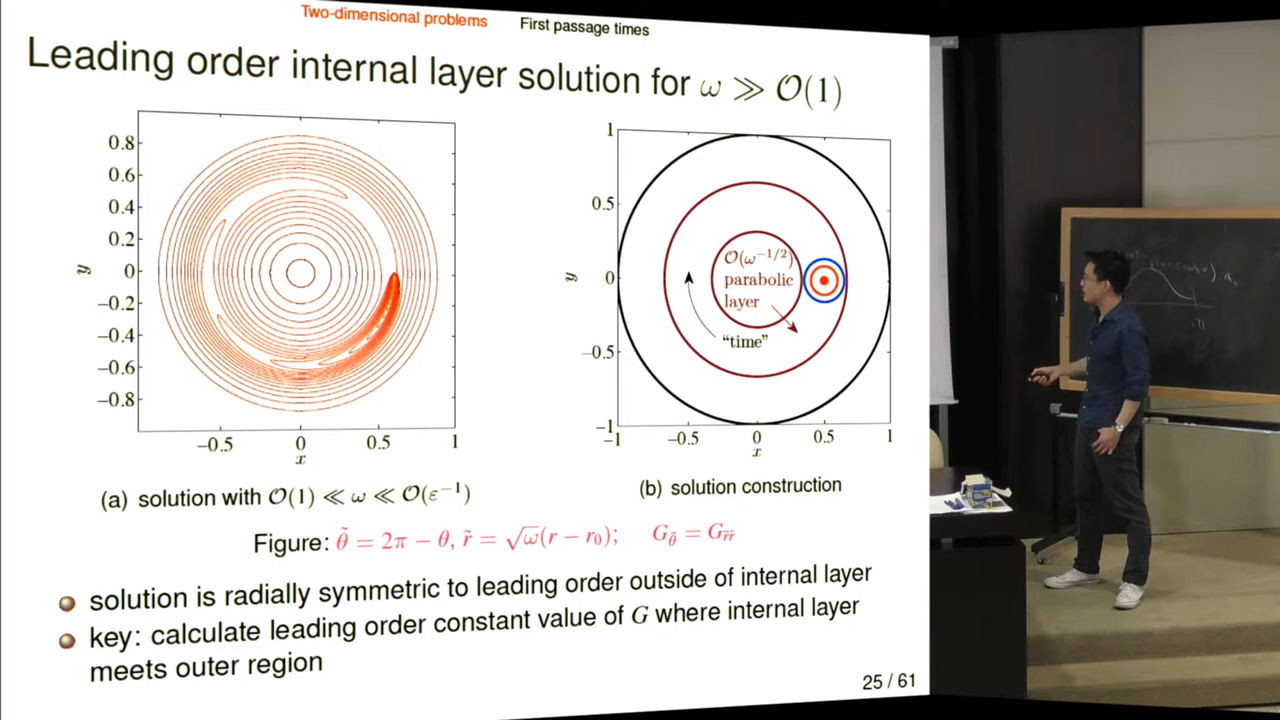 Two-dimensional problems First passage times
Leading order internal layer solution for ω ≫ O(1)
0.8
0.6
0.4
0.2
0
−0.2
−0.4
−0.6
−0.8
y
−0.5 0 0.5 1
x
(a) solution with O(1) ≪ ω ≪ O(ε⁻¹)
1
0.5
0
−0.5
−1
y
O(ω⁻¹/²)
parabolic
layer
“time”
−1 −0.5 0 0.5 1
x
(b) solution construction
Figure: θ̃ = 2π − θ, r̃ = √ω(r − r₀); G_θ̃ = G_r̃r̃
solution is radially symmetric to leading order outside of internal layer
key: calculate leading order constant value of G where internal layer
meets outer region
25 / 61